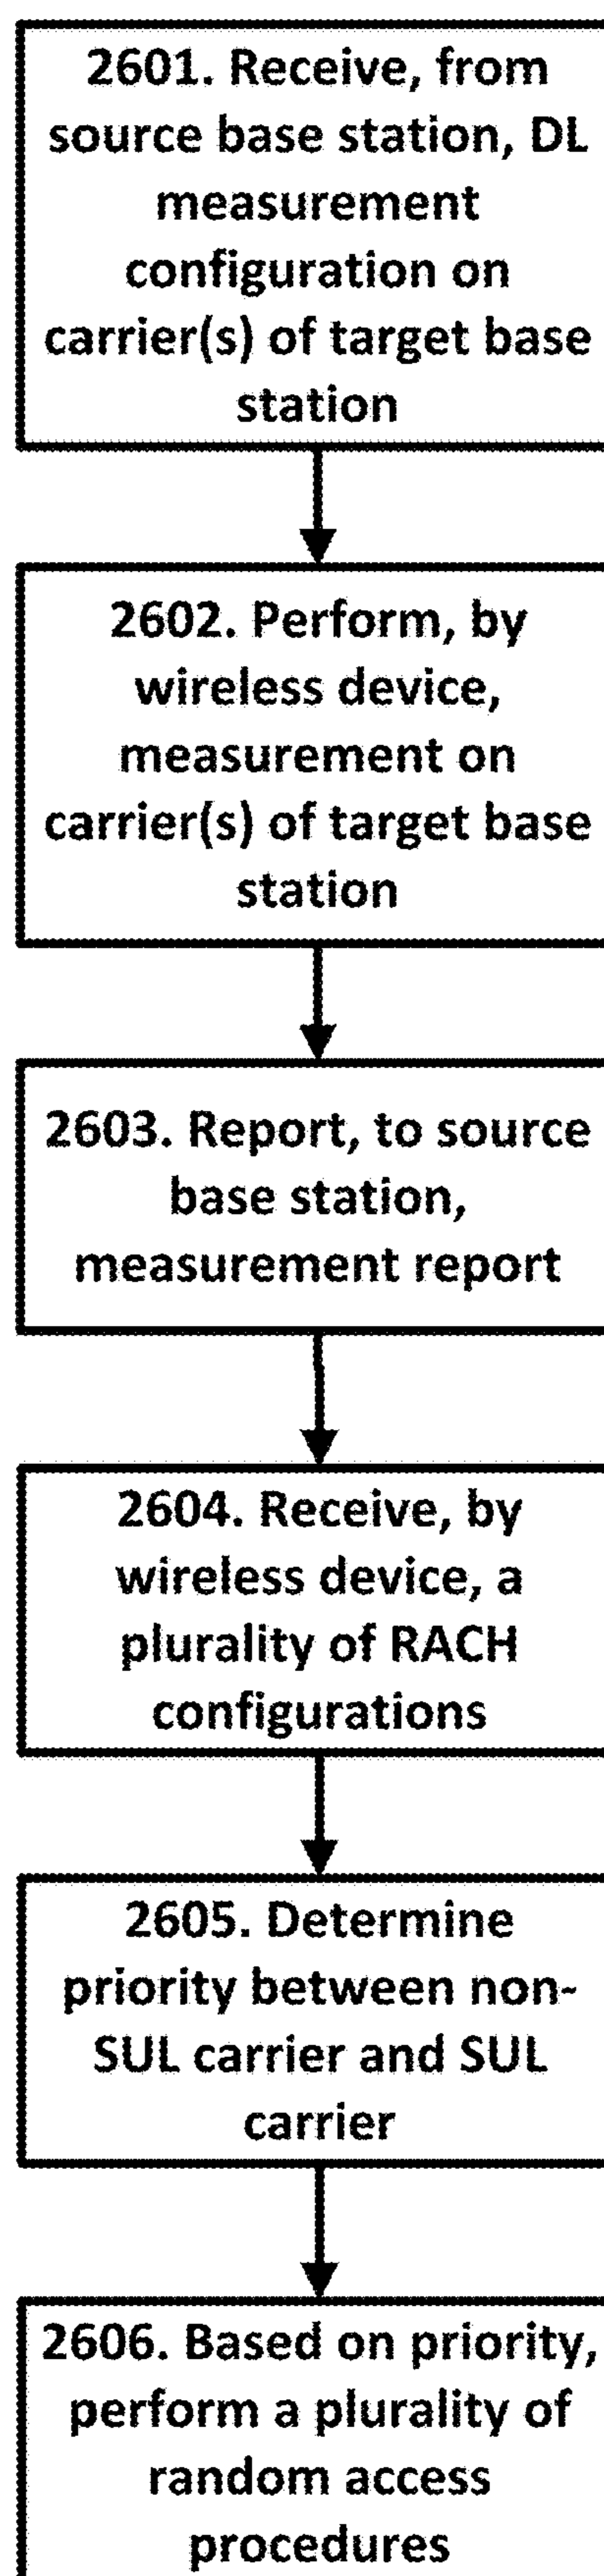 2601. Receive, from
source base station, DL
measurement
configuration on
carrier(s) of target base
station
2602. Perform, by
wireless device,
measurement on
carrier(s) of target base
station
2603. Report, to source
base station,
measurement report
2604. Receive, by
wireless device, a
plurality of RACH
configurations
2605. Determine
priority between non-
SUL carrier and SUL
carrier
2606. Based on priority,
perform a plurality of
random access
procedures